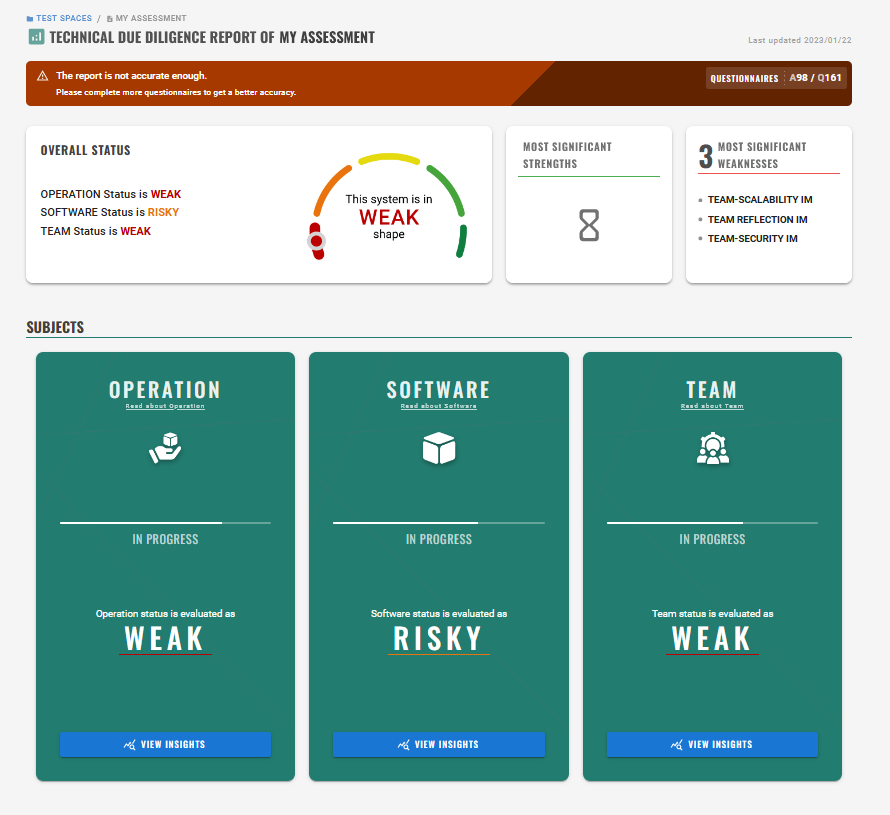 TEST SPACES / MY ASSESSMENT
TECHNICAL DUE DILIGENCE REPORT OF MY ASSESSMENT
Last updated 2023/01/22
The report is not accurate enough.
Please complete more questionnaires to get a better accuracy.
QUESTIONNAIRES A98 / Q161
OVERALL STATUS
OPERATION Status is WEAK
SOFTWARE Status is RISKY
TEAM Status is WEAK
This system is in
WEAK
shape
MOST SIGNIFICANT
STRENGTHS
3 MOST SIGNIFICANT
WEAKNESSES
TEAM-SCALABILITY IM
TEAM REFLECTION IM
TEAM-SECURITY IM
SUBJECTS
OPERATION
Read about Operation
IN PROGRESS
Operation status is evaluated as
WEAK
VIEW INSIGHTS
SOFTWARE
Read about Software
IN PROGRESS
Software status is evaluated as
RISKY
VIEW INSIGHTS
TEAM
Read about Team
IN PROGRESS
Team status is evaluated as
WEAK
VIEW INSIGHTS